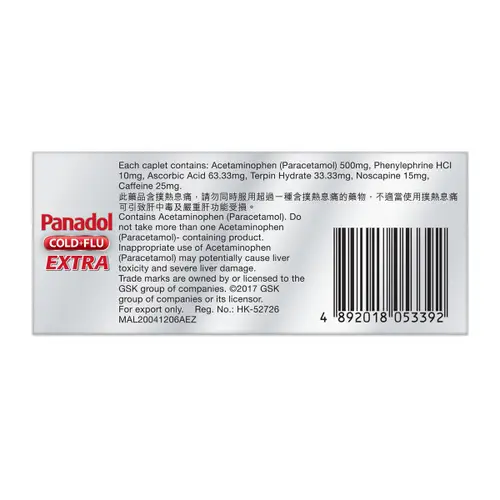 Panadol
COLD+FLU
EXTRA
Each caplet contains: Acetaminophen (Paracetamol) 500mg, Phenylephrine HCl
10mg, Ascorbic Acid 63.33mg, Terpin Hydrate 33.33mg, Noscapine 15mg,
Caffeine 25mg.
此藥品含撲熱息痛，請勿同時服用超過一種含撲熱息痛的藥物，不適當使用撲熱息痛
可引致肝中毒及嚴重肝功能受損。
Contains Acetaminophen (Paracetamol). Do
not take more than one Acetaminophen
(Paracetamol)- containing product.
Inappropriate use of Acetaminophen
(Paracetamol) may potentially cause liver
toxicity and severe liver damage.
Trade marks are owned by or licensed to the
GSK group of companies. ©2017 GSK
group of companies or its licensor.
For export only. Reg. No.: HK-52726
MAL20041206AEZ
4 892018 053392